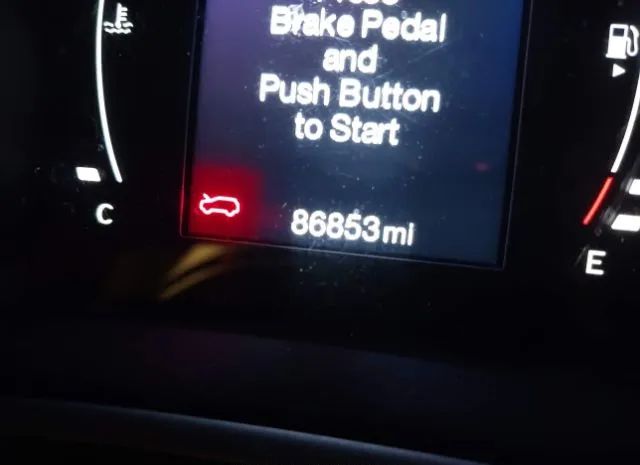 Brake Pedal
and
Push Button
to Start
86853mi
C
E